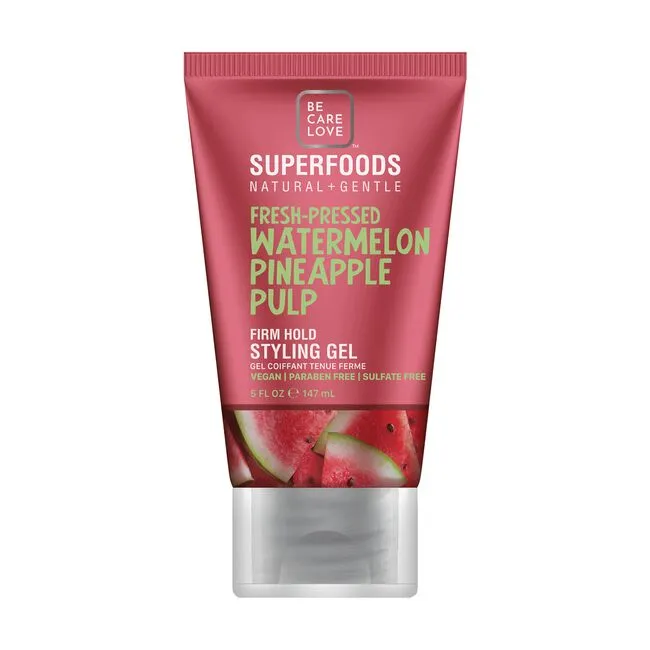 BE
CARE
LOVE
™
SUPERFOODS
NATURAL + GENTLE
FRESH-PRESSED
WATERMELON
PINEAPPLE
PULP
FIRM HOLD
STYLING GEL
GEL COIFFANT TENUE FERME
VEGAN | PARABEN FREE | SULFATE FREE
5 FL OZ ℮ 147 mL